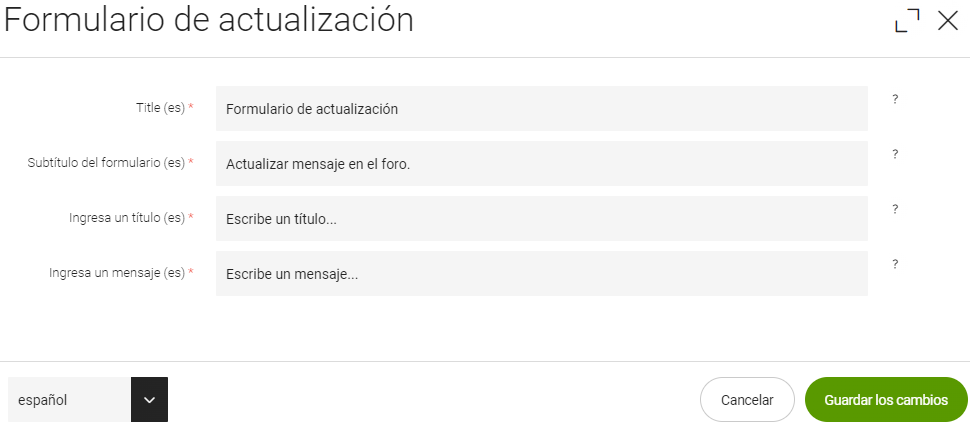 Formulario de actualización
Title (es) * Formulario de actualización ?
Subtítulo del formulario (es) * Actualizar mensaje en el foro. ?
Ingresa un título (es) * Escribe un título... ?
Ingresa un mensaje (es) * Escribe un mensaje... ?
español Cancelar Guardar los cambios